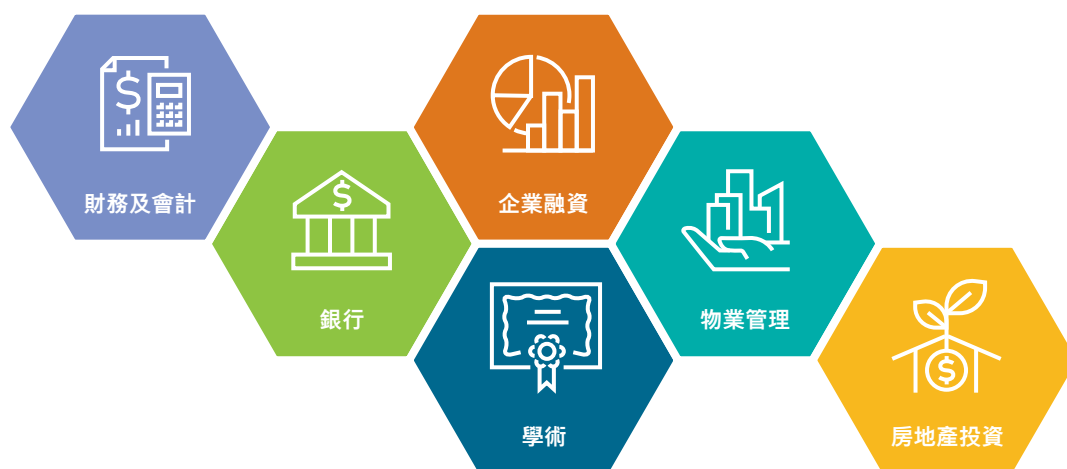 財務及會計
銀行
企業融資
學術
物業管理
房地產投資